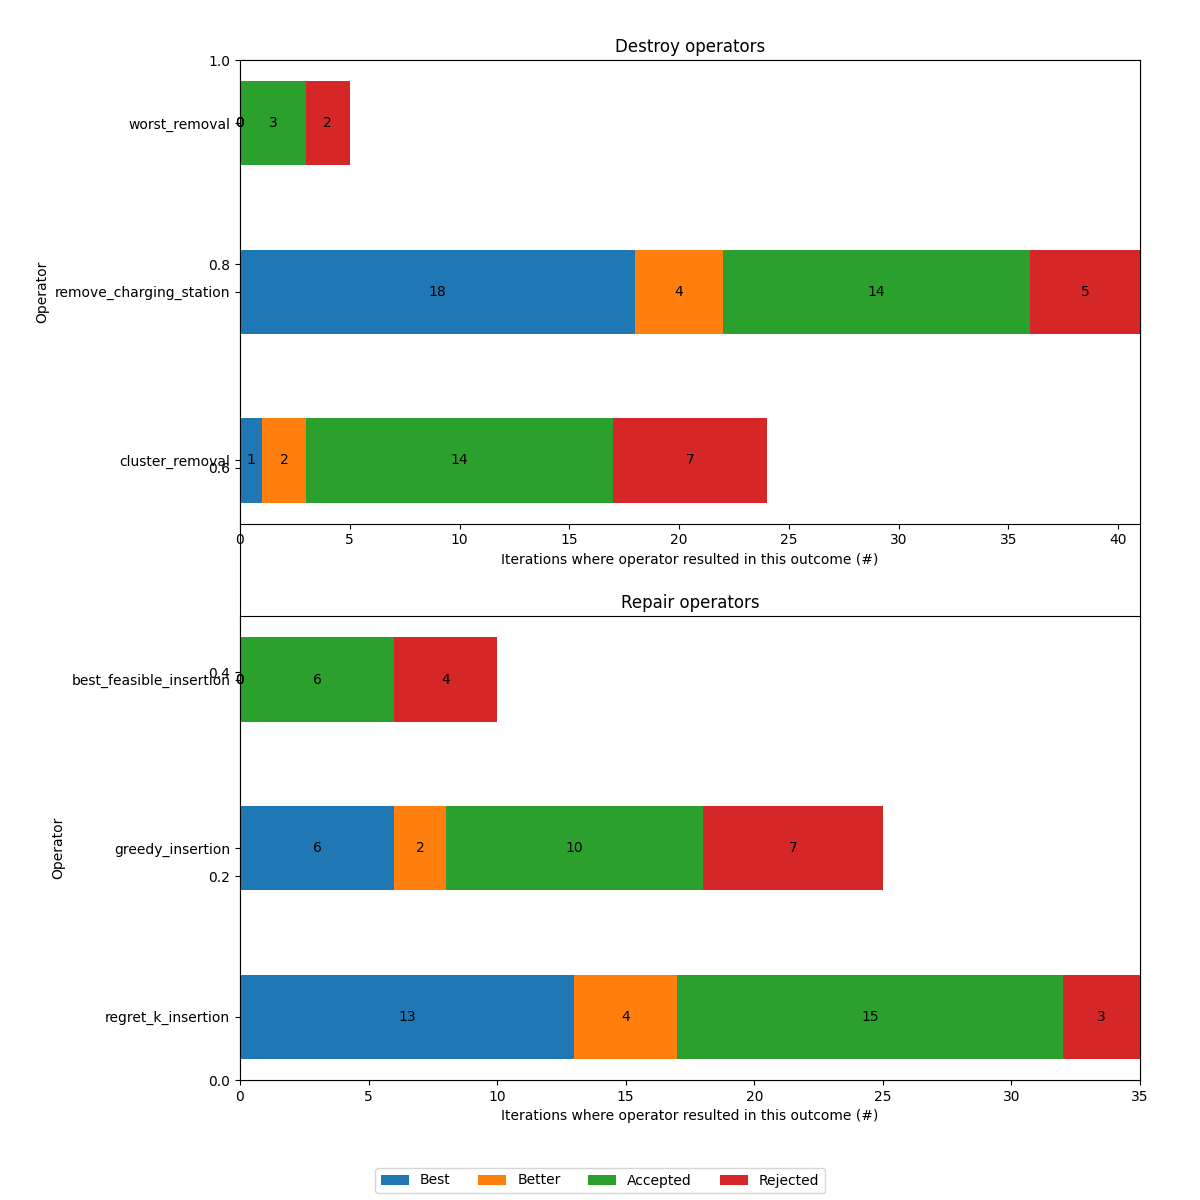 Destroy operators
1.0
worst_removal 0 0 3 2
0.8
Operator
remove_charging_station 18 4 14 5
cluster_removal 1 2 14 7
0.6
0 5 10 15 20 25 30 35 40
Iterations where operator resulted in this outcome (#)
Repair operators
0.4
best_feasible_insertion 0 0 6 4
Operator
greedy_insertion 6 2 10 7
0.2
regret_k_insertion 13 4 15 3
0.0
0 5 10 15 20 25 30 35
Iterations where operator resulted in this outcome (#)
Best Better Accepted Rejected